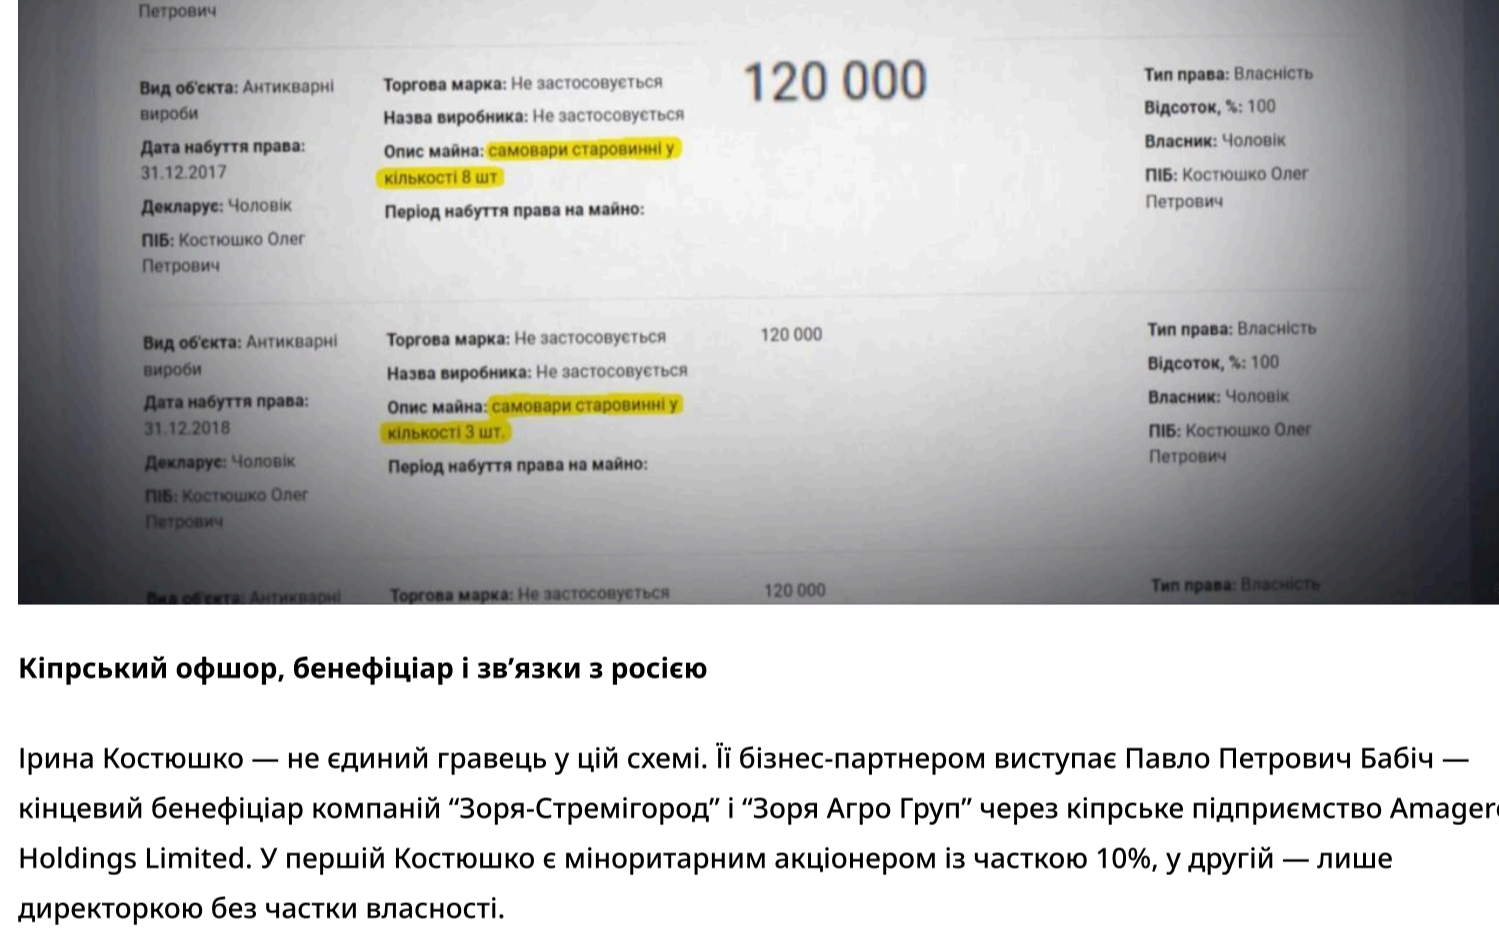 Петрович
Вид об'єкта: Антикварні
вироби
Дата набуття права:
31.12.2017
Декларує: Чоловік
ПІБ: Костюшко Олег
Петрович
Торгова марка: Не застосовується
Назва виробника: Не застосовується
Опис майна: самовари старовинні у
кількості 8 шт
Період набуття права на майно:
120 000
Тип права: Власність
Відсоток, %: 100
Власник: Чоловік
ПІБ: Костюшко Олег
Петрович
Вид об'єкта: Антикварні
вироби
Дата набуття права:
31.12.2018
Декларує: Чоловік
ПІБ: Костюшко Олег
Петрович
Торгова марка: Не застосовується
Назва виробника: Не застосовується
Опис майна: самовари старовинні у
кількості 3 шт.
Період набуття права на майно:
120 000
Тип права: Власність
Відсоток, %: 100
Власник: Чоловік
ПІБ: Костюшко Олег
Петрович
Вид об'єкта: Антикварні
Торгова марка: Не застосовується
120 000
Тип права: Власність
Кіпрський офшор, бенефіціар і зв’язки з росією
Ірина Костюшко — не єдиний гравець у цій схемі. Її бізнес-партнером виступає Павло Петрович Бабіч —
кінцевий бенефіціар компаній “Зоря-Стремігород” і “Зоря Агро Груп” через кіпрське підприємство
Holdings Limited. У першій Костюшко є міноритарним акціонером із часткою 10%, у другій — лише
директоркою без частки власності.